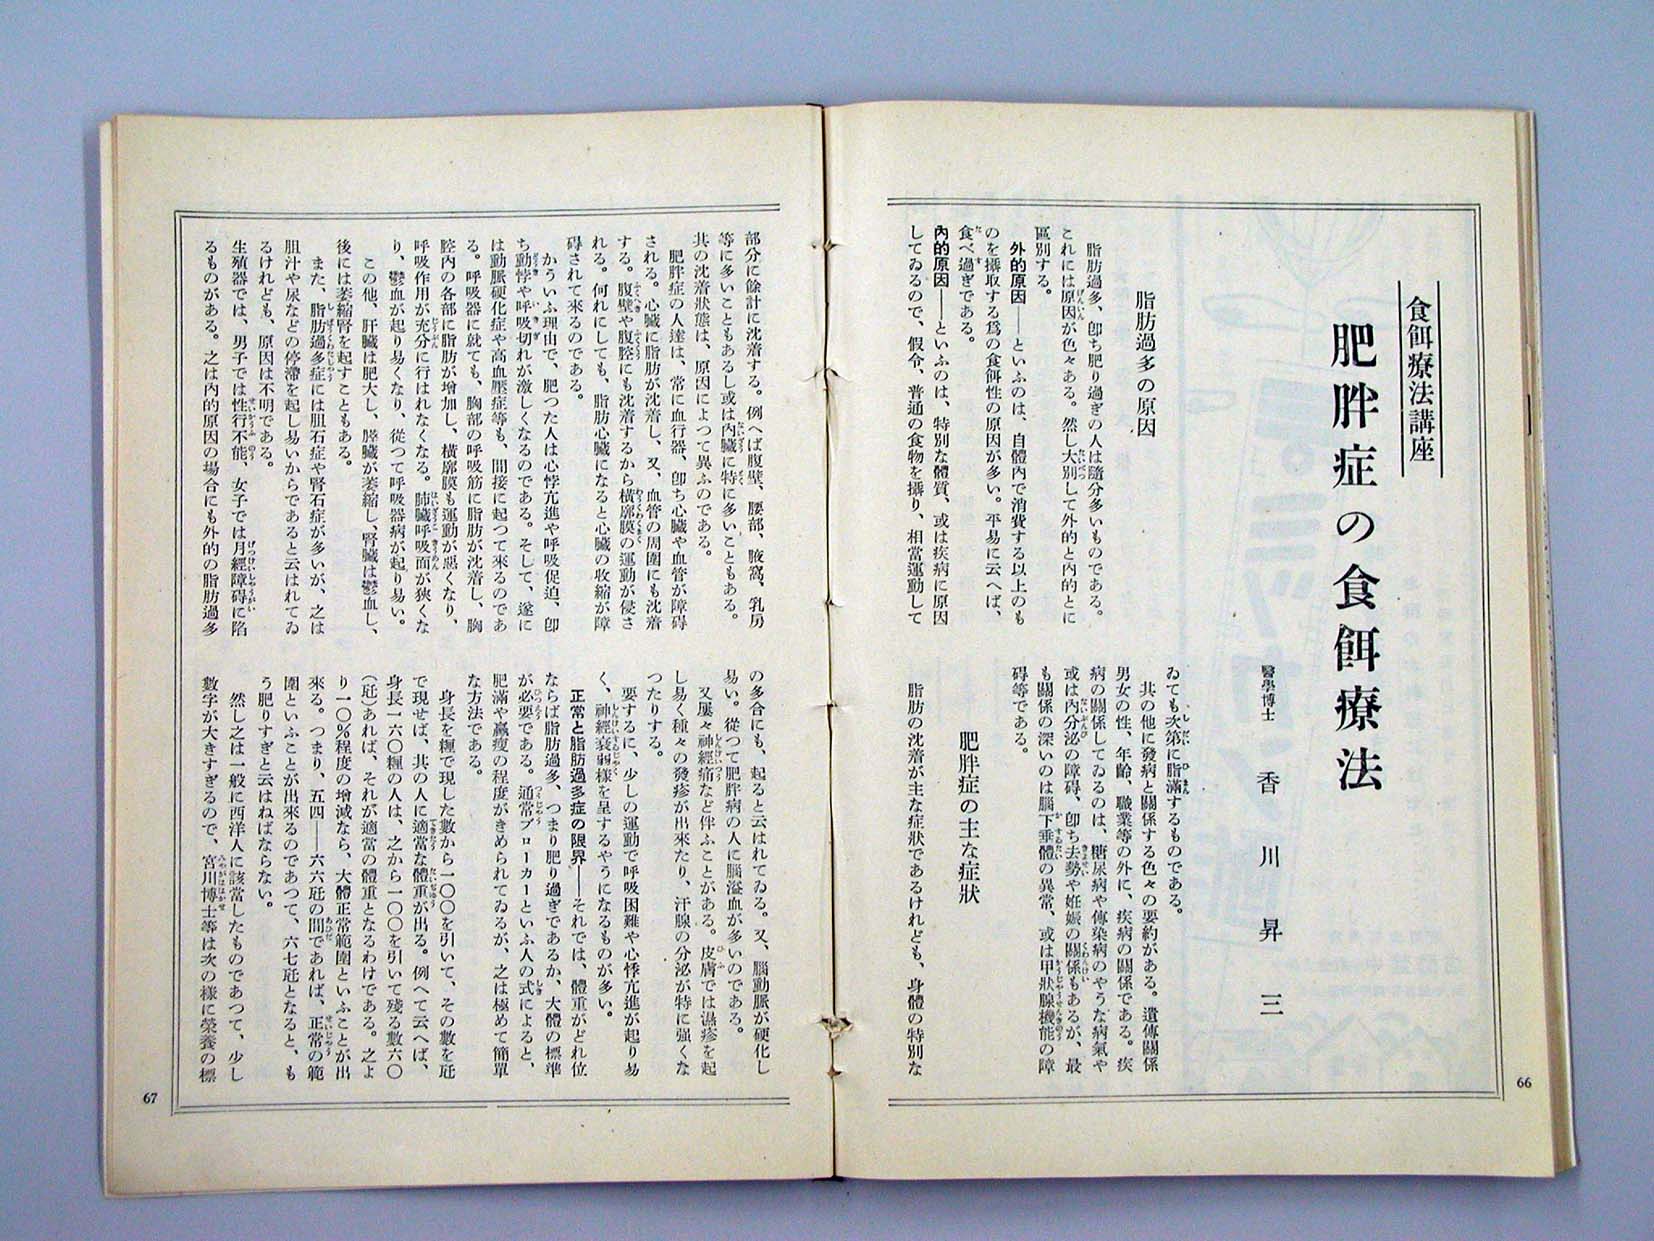 食餌療法講座
肥胖症の食餌療法
醫學博士 香川昇三
脂肪過多の原因
脂肪過多、卽ち肥り過ぎの人は隨分多いものである。
これには原因が色々ある。然し大別して外的と內的とに
區別する。
外的原因――といふのは、自體內で消費する以上のも
のを攝取する爲の食餌性の原因が多い。平易に云へば、
食べ過ぎである。
內的原因――といふのは、特別な體質、或は疾病に原因
してゐるので、假令、普通の食物を攝り、相當運動して
ゐても次第に脂滿するものである。
其の他に發病と關係する色々の要約がある。遺傳關係
男女の性、年齡、職業等の外に、疾病の關係である。疾
病の關係してゐるのは、糖尿病や傳染病のやうな病氣や
或は內分泌の障碍、卽ち去勢や妊娠の關係もあるが、最
も關係の深いのは腦下垂體の異常、或は甲狀腺機能の障
碍等である。
肥胖症の主な症狀
脂肪の沈着が主な症狀であるけれども、身體の特別な
66
部分に餘計に沈着する。例へば腹壁、腰部、腋窩、乳房
等に多いこともあるし或は內臟に特に多いこともある。
其の沈着狀態は、原因によつて異ふのである。
肥胖症の人達は、常に血行器、卽ち心臟や血管が障碍
される。心臟に脂肪が沈着し、又、血管の周圍にも沈着
する。腹壁や腹腔にも沈着するから橫廓膜の運動が侵さ
れる。何れにしても、脂肪心臟になると心臟の收縮が障
碍されて來るのである。
かういふ理由で、肥つた人は心悸亢進や呼吸促迫、卽
ち動悸や呼吸切れが激しくなるのである。そして、遂に
は動脈硬化症や高血壓症等も、間接に起つて來るのであ
る。呼吸器に就ても、胸部の呼吸筋に脂肪が沈着し、胸
腔內の各部に脂肪が增加し、橫廓膜も運動が惡くなり、
呼吸作用が充分に行はれなくなる。肺臟呼吸面が狹くな
り、鬱血が起り易くなり、從つて呼吸器病が起り易い。
この他、肝臟は肥大し、膵臟が萎縮し、腎臟は鬱血し、
後には萎縮腎を起すこともある。
また、脂肪過多症には胆石症や腎石症が多いが、之は
胆汁や尿などの停滯を起し易いからであると云はれてゐ
るけれども、原因は不明である。
生殖器では、男子では性行不能、女子では月經障碍に陷
るものがある。之は內的原因の場合にも外的の脂肪過多
の多合にも、起ると云はれてゐる。又、腦動脈が硬化し
易い。從つて肥胖病の人に腦溢血が多いのである。
又屢々神經痛など伴ふことがある。皮膚では濕疹を起
し易く種々の發疹が出來たり、汗腺の分泌が特に强くな
つたりする。
要するに、少しの運動で呼吸困難や心悸亢進が起り易
く、神經衰弱樣を呈するやうになるものが多い。
正常と脂肪過多症の限界――それでは、體重がどれ位
ならば脂肪過多、つまり肥り過ぎであるか、大體の標準
が必要である。通常ブローカーといふ人の式によると、
肥滿や羸瘦の程度がきめられてゐるが、之は極めて簡單
な方法である。
身長を糎で現した數から一〇〇を引いて、その數を瓩
で現せば、其の人に適當な體重が出る。例へて云へば、
身長一六〇糎の人は、之から一〇〇を引いて殘る數六〇
(瓩)あれば、それが適當の體重となるわけである。之よ
り一〇%程度の增減なら、大體正常範圍といふことが出
來る。つまり、五四――六六瓩の間であれば、正常の範
圍といふことが出來るのであつて、六七瓩となると、も
う肥りすぎと云はねばならない。
然し之は一般に西洋人に該當したものであつて、少し
數字が大きすぎるので、宮川博士等は次の樣に榮養の標
67